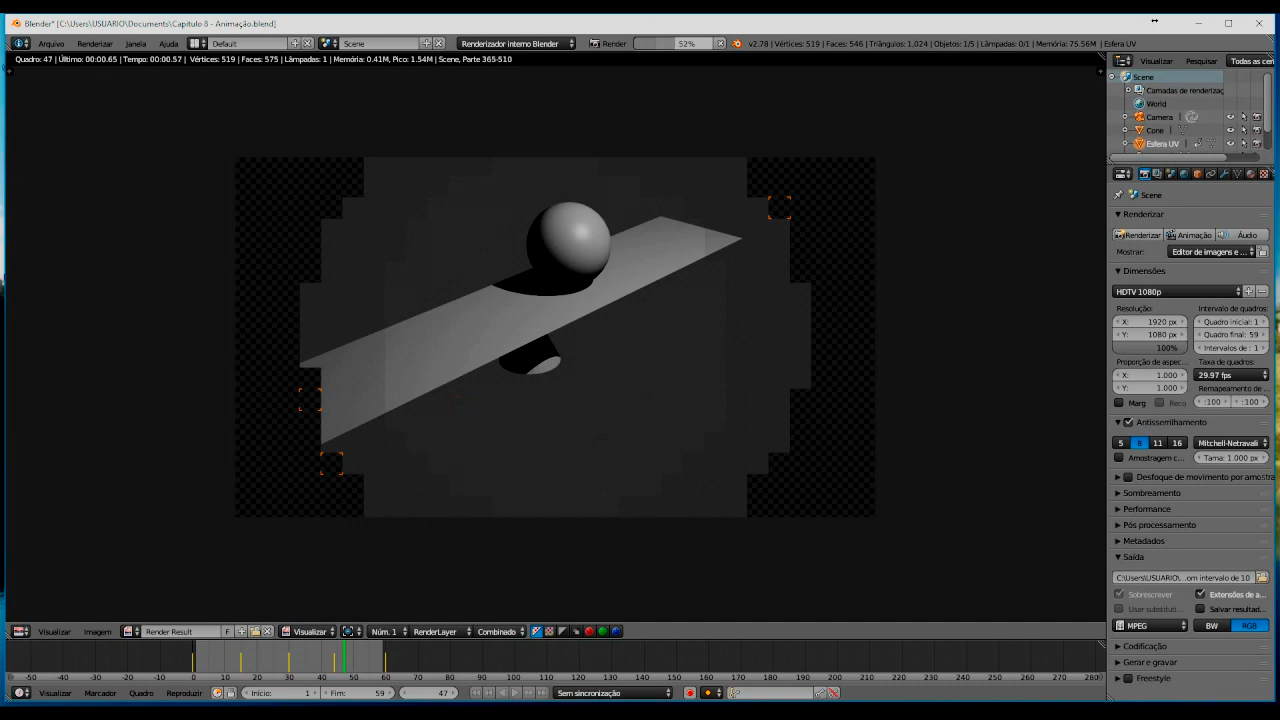 Blender* [C:\Users\USUARIO\Documents\Capitulo 8 - Animação.blend]
Arquivo Renderizar Janela Ajuda Default Scene Renderizador interno Blender Render 52% v2.78 | Vértices:519 | Faces:546 | Triângulos:1,024 | Objetos:1/5 | Lâmpadas:0/1 | Memória:75.56M | Esfera UV
Quadro: 47 | Último: 00:00.65 | Tempo: 00:00.57 | Vértices: 519 | Faces: 575 | Lâmpadas: 1 | Memória: 0.41M, Pico: 1.54M | Scene, Parte 365-510
Visualizar Pesquisar Todas as cen
Scene
Camadas de renderizaç
World
Camera
Cone
Esfera UV
Scene
Renderizar
Renderizar Animação Áudio
Mostrar: Editor de imagens e ...
Dimensões
HDTV 1080p
Resolução: Intervalo de quadros:
X: 1920 px Quadro inicial: 1
Y: 1080 px Quadro final: 59
100% Intervalos de : 1
Proporção de aspec... Taxa de quadros:
X: 1.000 29.97 fps
Y: 1.000 Remapeamento de ...
Marg Reco :100 :100
Antisserrilhamento
5 8 11 16 Mitchell-Netravali
Amostragem c... Tama: 1.000 px
Desfoque de movimento por amostra
Sombreamento
Performance
Pós processamento
Metadados
Saída
C:\Users\USUARIO\...om intervalo de 10
Sobrescrever Extensões de a...
Usar substituti... Salvar resultad...
MPEG BW RGB
Codificação
Gerar e gravar
Freestyle
Visualizar Imagem Render Result F Visualizar Núm. 1 RenderLayer Combinado
-50 -40 -30 -20 -10 0 10 20 30 40 50 60 70 80 90 100 110 120 130 140 150 160 170 180 190 200 210 220 230 240 250 260 270 280
Visualizar Marcador Quadro Reproduzir Início: 1 Fim: 59 47 Sem sincronização